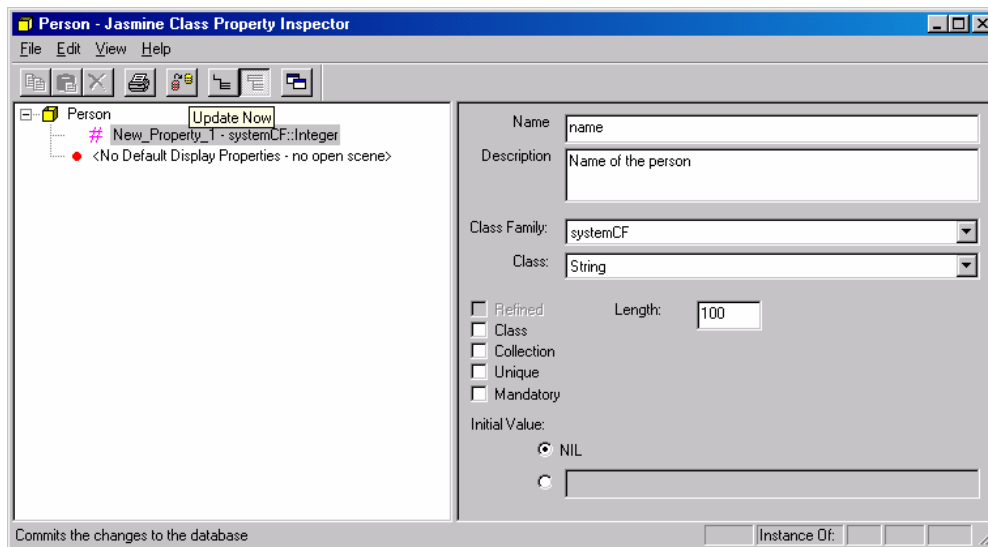 Person - Jasmine Class Property Inspector
File Edit View Help
Person
Update Now
New_Property_1 - systemCF::Integer
<No Default Display Properties - no open scene>
Name name
Description Name of the person
Class Family: systemCF
Class: String
Refined Length: 100
Class
Collection
Unique
Mandatory
Initial Value:
NIL
Commits the changes to the database Instance Of: